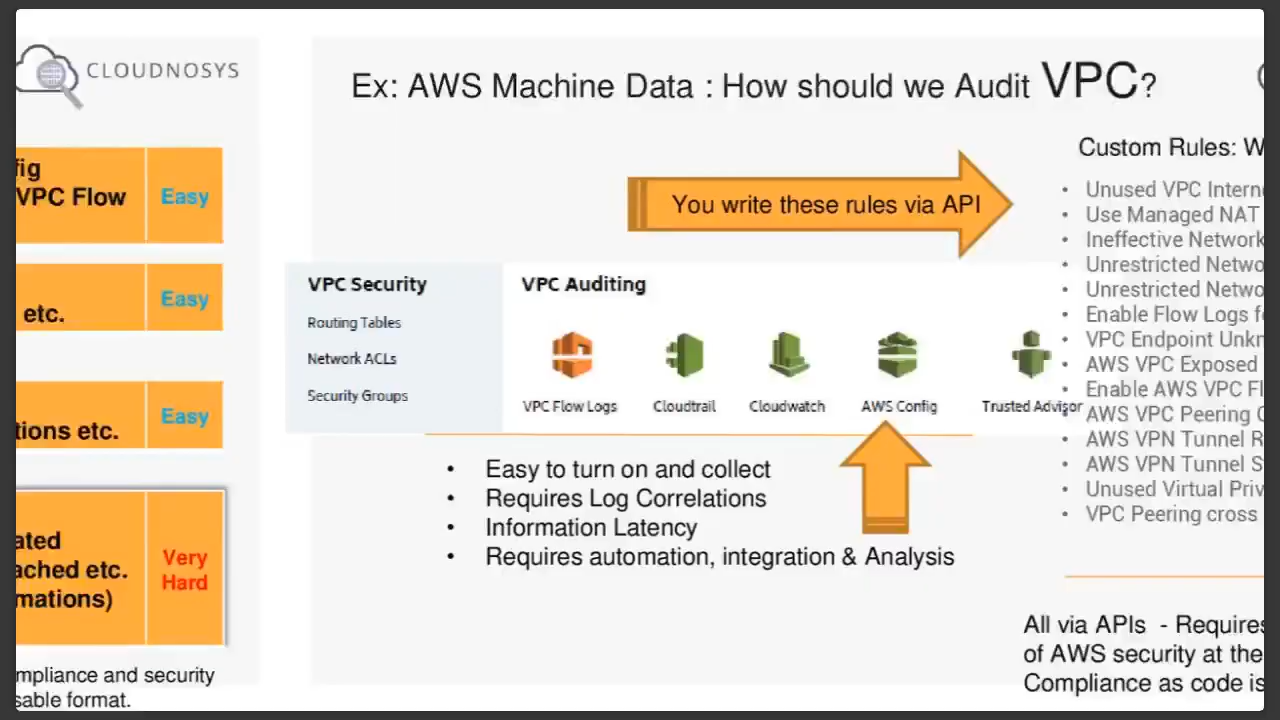 CLOUDNOSYS
fig
VPC Flow
Easy
etc.
Easy
tions etc.
Easy
ated
ached etc.
mations)
Very
Hard
mpliance and security
sable format.
Ex: AWS Machine Data : How should we Audit VPC?
You write these rules via API
VPC Security
Routing Tables
Network ACLs
Security Groups
VPC Auditing
VPC Flow Logs
Cloudtrail
Cloudwatch
AWS Config
Trusted Advisor
• Easy to turn on and collect
• Requires Log Correlations
• Information Latency
• Requires automation, integration & Analysis
Custom Rules: W
• Unused VPC Intern
• Use Managed NAT
• Ineffective Network
• Unrestricted Netwo
• Unrestricted Netwo
• Enable Flow Logs f
• VPC Endpoint Unkn
• AWS VPC Exposed
• Enable AWS VPC Fl
• AWS VPC Peering
• AWS VPN Tunnel R
• AWS VPN Tunnel S
• Unused Virtual Priv
• VPC Peering cross
All via APIs - Requires
of AWS security at the
Compliance as code is